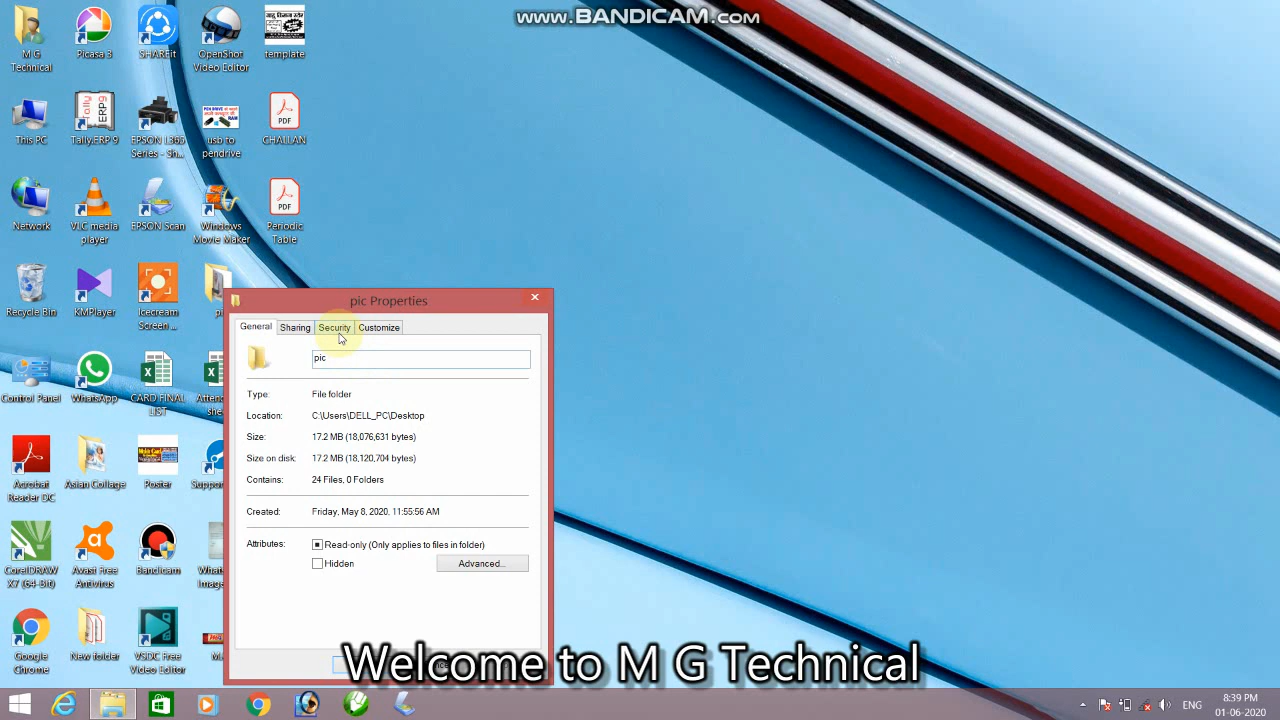 www.BANDICAM.com
M G
Technical
Picasa 3
SHAREit
OpenShot
Video Editor
template
This PC
Tally.ERP 9
EPSON L365
Series - Sh...
usb to
pendrive
CHALLAN
Network
VLC media
player
EPSON Scan
Windows
Movie Maker
Periodic
Table
Recycle Bin
KMPlayer
Icecream
Screen ...
Control Panel
WhatsApp
CARD FINAL
LIST
Acrobat
Reader DC
Asian Collage
Poster
CorelDRAW
X7 (64-Bit)
Avast Free
Antivirus
Bandicam
Google
Chrome
New folder
VSDC Free
Video Editor
pic Properties
General
Sharing
Security
Customize
pic
Type: File folder
Location: C:\Users\DELL_PC\Desktop
Size: 17.2 MB (18,076,631 bytes)
Size on disk: 17.2 MB (18,120,704 bytes)
Contains: 24 Files, 0 Folders
Created: Friday, May 8, 2020, 11:55:56 AM
Attributes: Read-only (Only applies to files in folder)
Hidden
Advanced...
Welcome to M G Technical
ENG
8:39 PM
01-06-2020